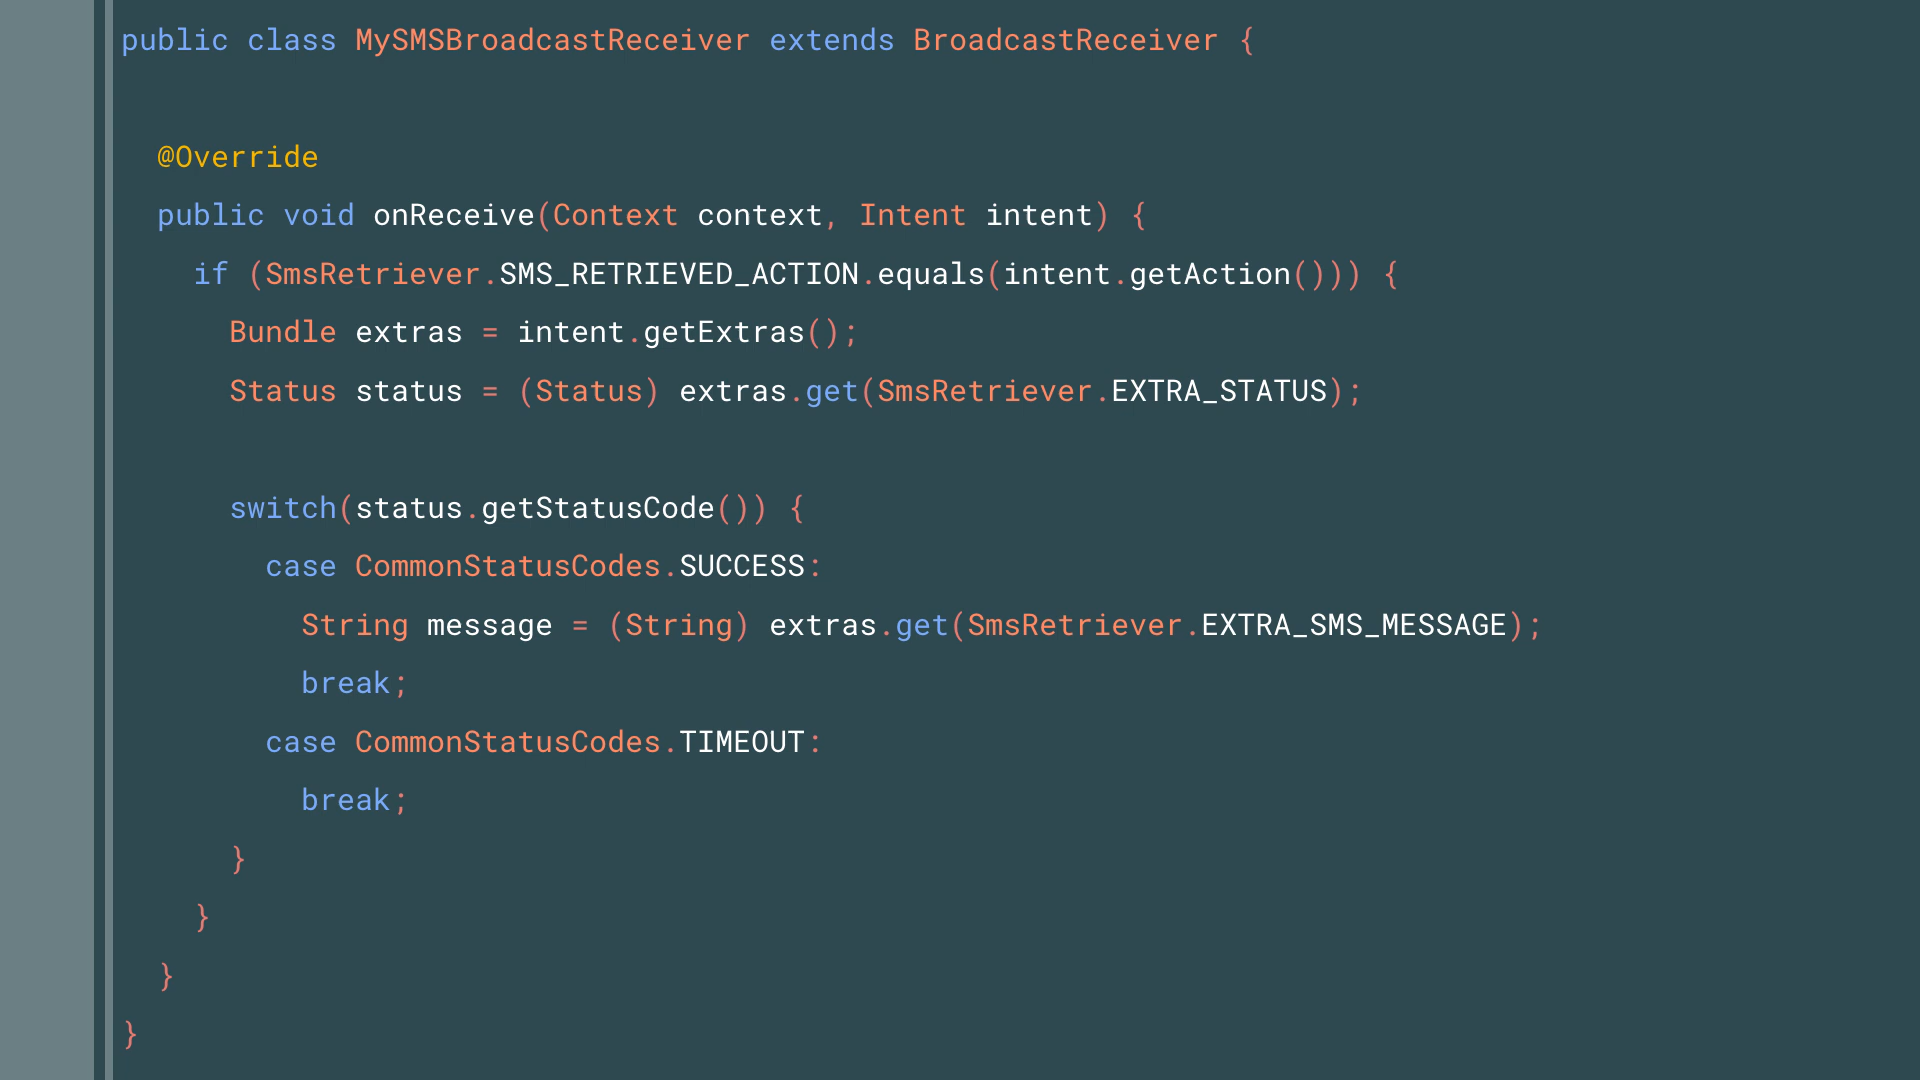 public class MySMSBroadcastReceiver extends BroadcastReceiver {
@Override
public void onReceive(Context context, Intent intent) {
if (SmsRetriever.SMS_RETRIEVED_ACTION.equals(intent.getAction())) {
Bundle extras = intent.getExtras();
Status status = (Status) extras.get(SmsRetriever.EXTRA_STATUS);
switch(status.getStatusCode()) {
case CommonStatusCodes.SUCCESS:
String message = (String) extras.get(SmsRetriever.EXTRA_SMS_MESSAGE);
break;
case CommonStatusCodes.TIMEOUT:
break;
}
}
}
}